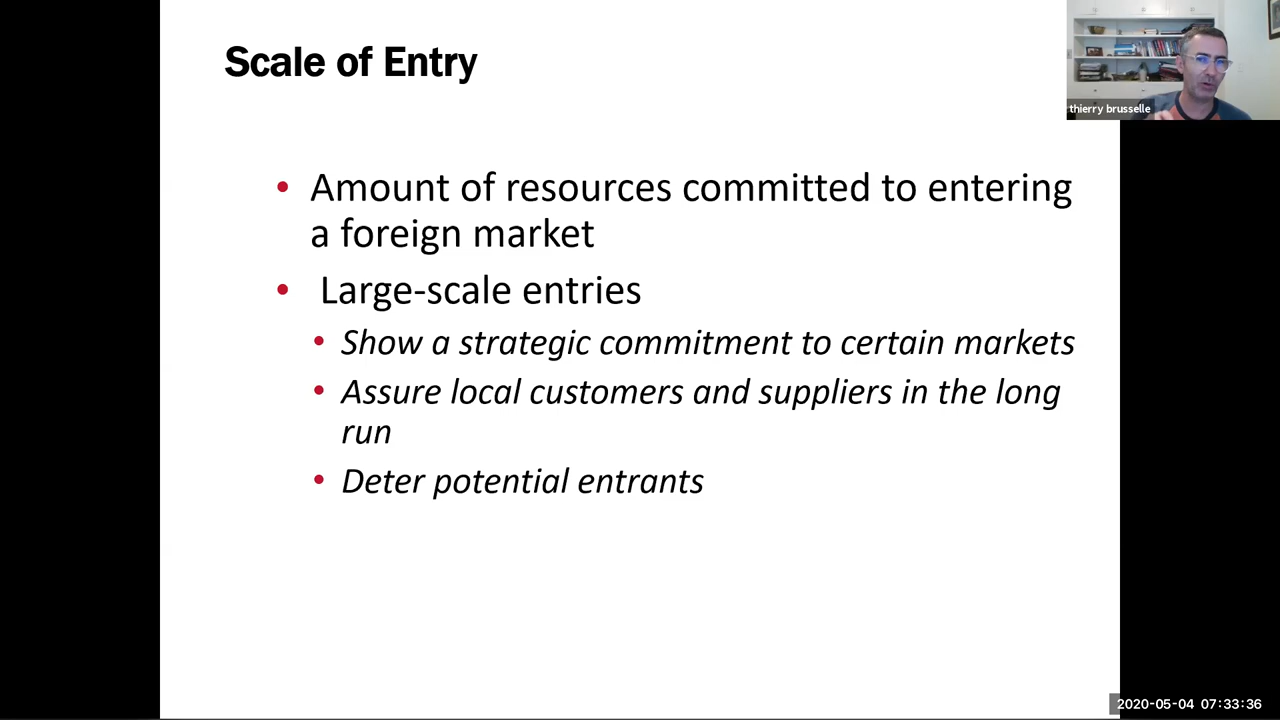 Scale of Entry
thierry brusselle
• Amount of resources committed to entering
a foreign market
• Large-scale entries
• Show a strategic commitment to certain markets
• Assure local customers and suppliers in the long
run
• Deter potential entrants
2020-05-04 07:33:36